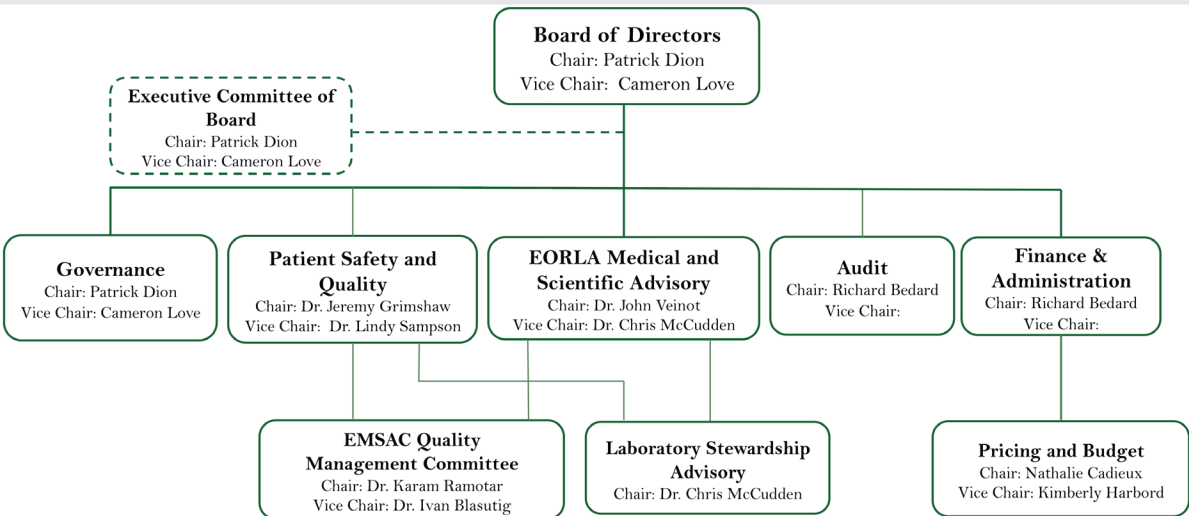 Board of Directors
Chair: Patrick Dion
Vice Chair: Cameron Love
Executive Committee of
Board
Chair: Patrick Dion
Vice Chair: Cameron Love
Governance
Chair: Patrick Dion
Vice Chair: Cameron Love
Patient Safety and
Quality
Chair: Dr. Jeremy Grimshaw
Vice Chair: Dr. Lindy Sampson
EORLA Medical and
Scientific Advisory
Chair: Dr. John Veinot
Vice Chair: Dr. Chris McCudden
Audit
Chair: Richard Bedard
Vice Chair:
Finance &
Administration
Chair: Richard Bedard
Vice Chair:
EMSAC Quality
Management Committee
Chair: Dr. Karam Ramotar
Vice Chair: Dr. Ivan Blasutig
Laboratory Stewardship
Advisory
Chair: Dr. Chris McCudden
Pricing and Budget
Chair: Nathalie Cadieux
Vice Chair: Kimberly Harbord